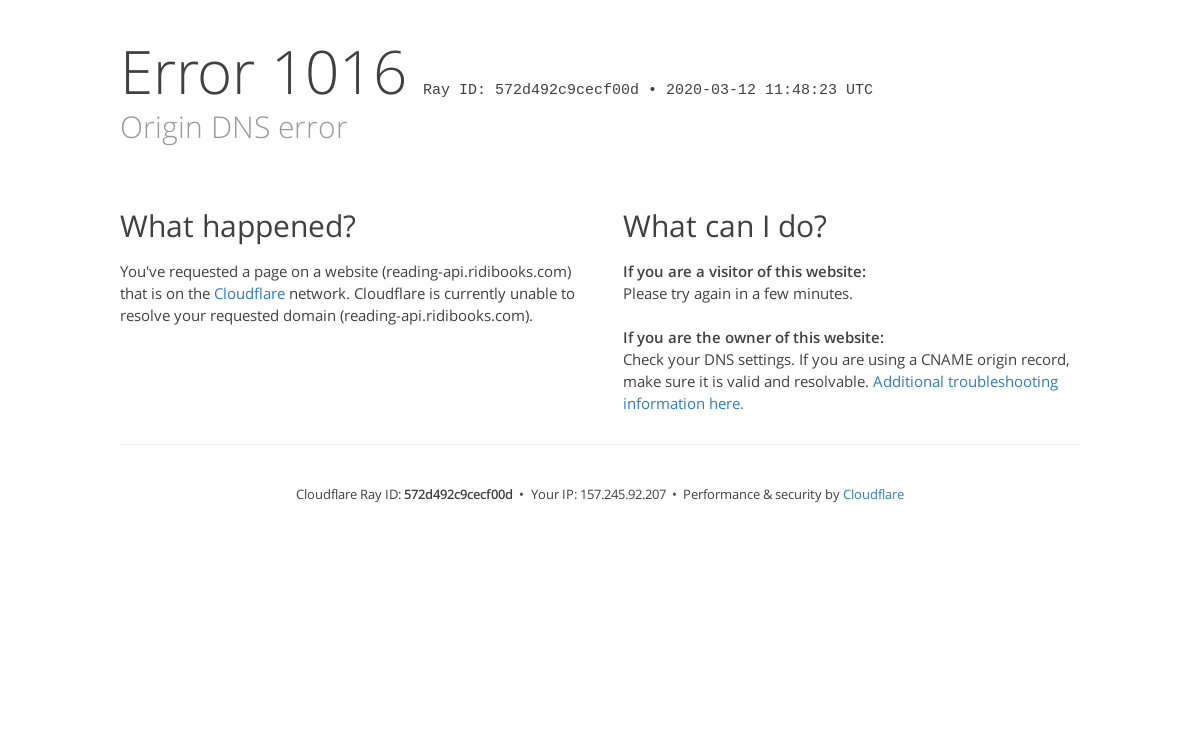 Error 1016 Ray ID: 572d492c9cecf00d • 2020-03-12 11:48:23 UTC
Origin DNS error
What happened?
You've requested a page on a website (reading-api.ridibooks.com)
that is on the Cloudflare network. Cloudflare is currently unable to
resolve your requested domain (reading-api.ridibooks.com).
What can I do?
If you are a visitor of this website:
Please try again in a few minutes.
If you are the owner of this website:
Check your DNS settings. If you are using a CNAME origin record,
make sure it is valid and resolvable. Additional troubleshooting
information here.
Cloudflare Ray ID: 572d492c9cecf00d • Your IP: 157.245.92.207 • Performance & security by Cloudflare